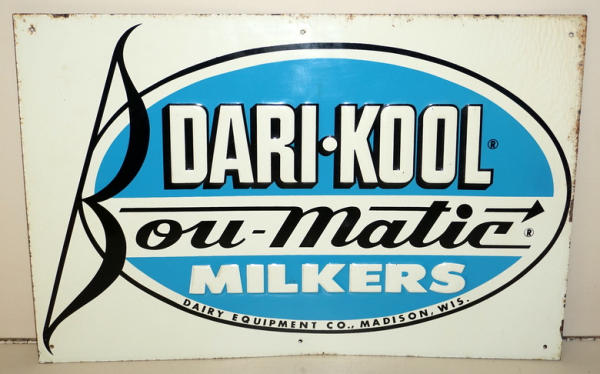 DARI·KOOL®
Bou-Matic®
MILKERS
DAIRY EQUIPMENT CO., MADISON, WIS.